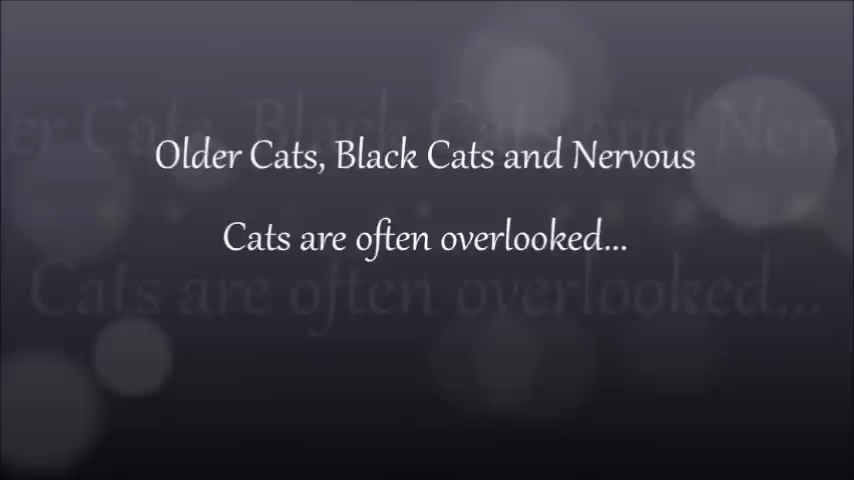 Older Cats, Black Cats and Nervous
Cats are often overlooked...